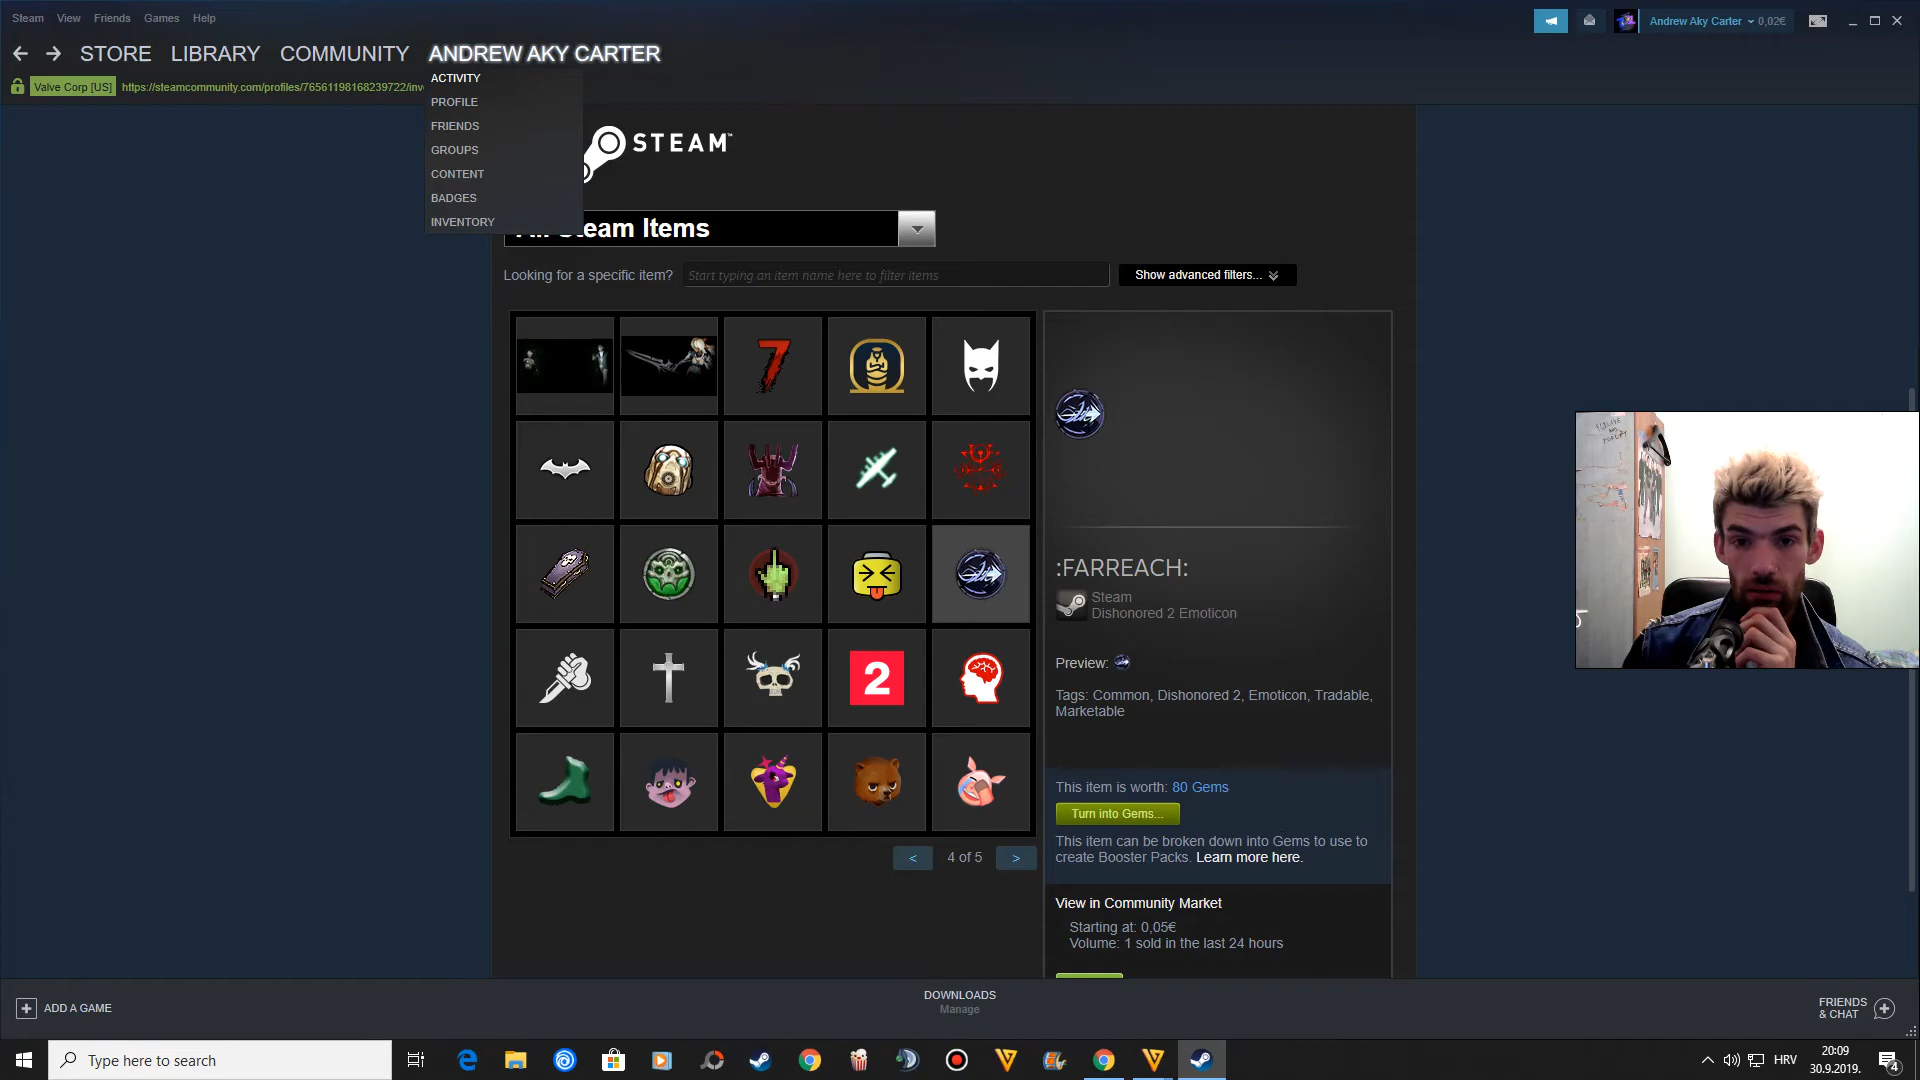 Steam View Friends Games Help
Andrew Aky Carter 0,02€
STORE LIBRARY COMMUNITY ANDREW AKY CARTER
Valve Corp [US] https://steamcommunity.com/profiles/76561198168239722/inv
ACTIVITY
PROFILE
FRIENDS
GROUPS
CONTENT
BADGES
INVENTORY
STEAM™
All Steam Items
Looking for a specific item? Start typing an item name here to filter items Show advanced filters...
7
2
< 4 of 5 >
:FARREACH:
Steam
Dishonored 2 Emoticon
Preview:
Tags: Common, Dishonored 2, Emoticon, Tradable,
Marketable
This item is worth: 80 Gems
Turn into Gems...
This item can be broken down into Gems to use to
create Booster Packs. Learn more here.
View in Community Market
Starting at: 0,05€
Volume: 1 sold in the last 24 hours
ADD A GAME
DOWNLOADS
Manage
FRIENDS
& CHAT
Type here to search
HRV
20:09
30.9.2019.
4